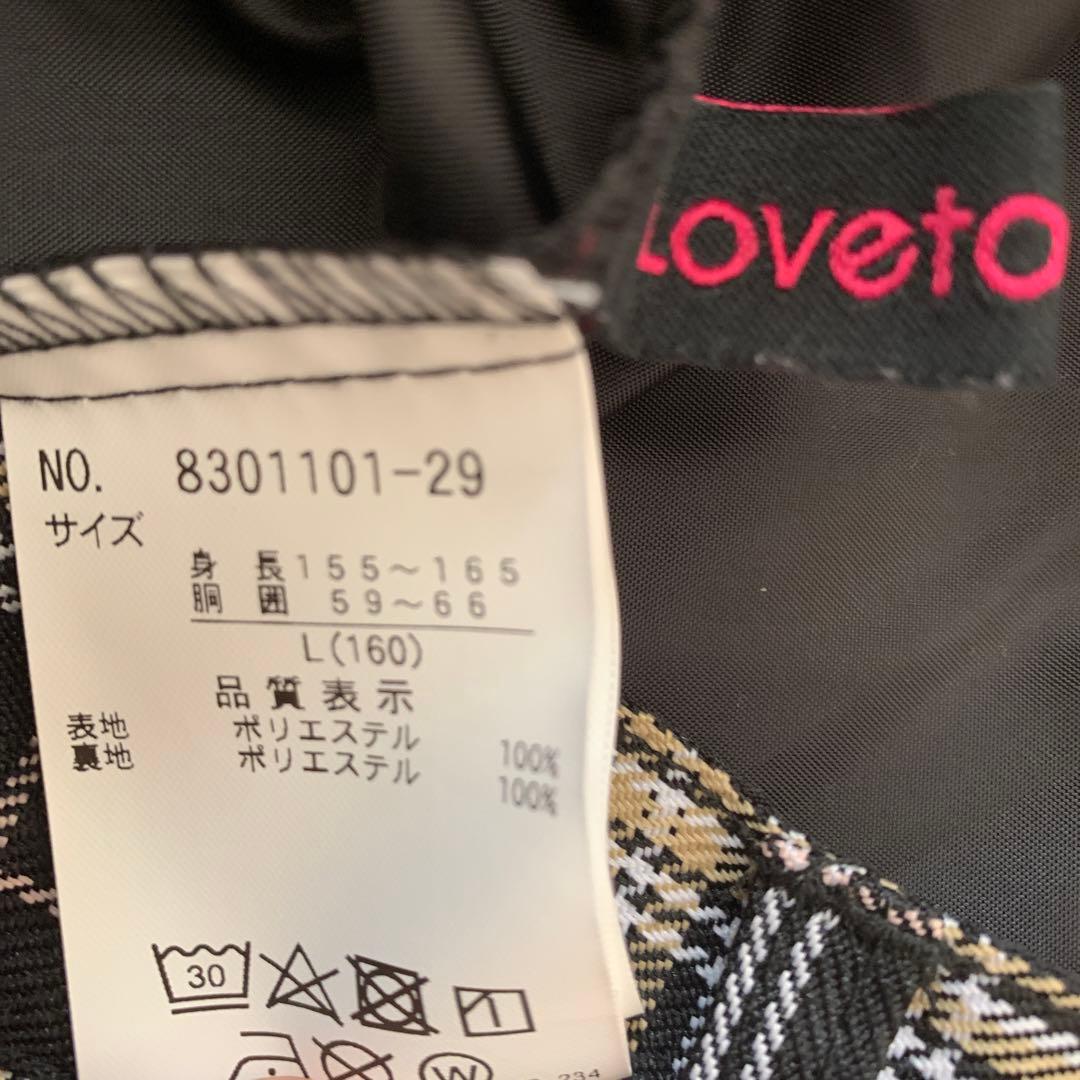 Loveto
NO. 8301101-29
サイズ
身長155～165
胴囲 59～66
L(160)
品質表示
表地 ポリエステル 100%
裏地 ポリエステル 100%
30
W
234